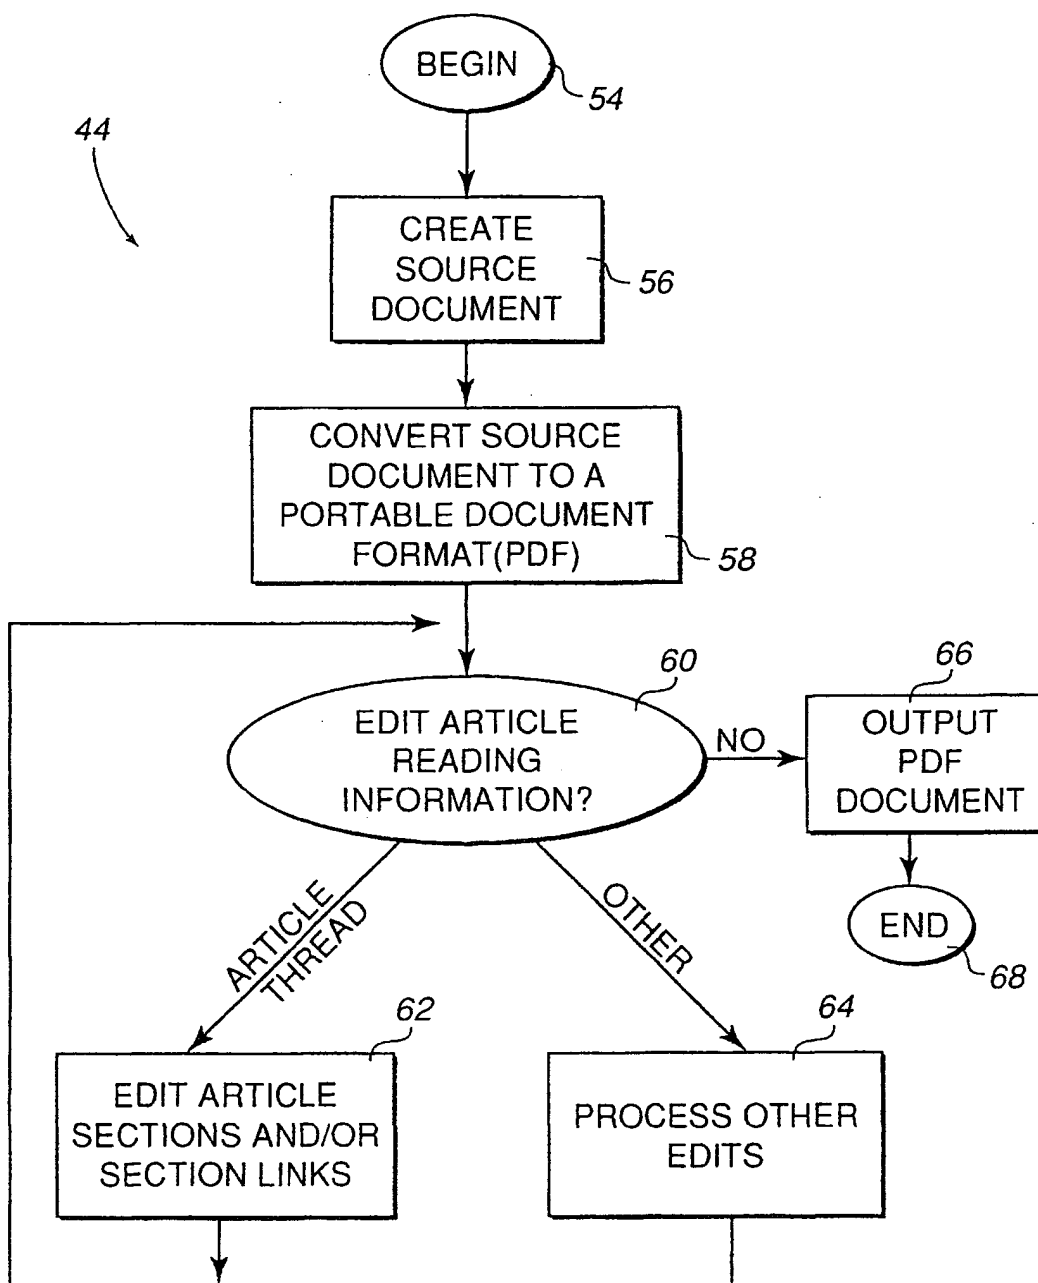 BEGIN
54
44
CREATE
SOURCE
DOCUMENT
56
CONVERT SOURCE
DOCUMENT TO A
PORTABLE DOCUMENT
FORMAT(PDF)
58
60
EDIT ARTICLE
READING
INFORMATION?
NO
66
OUTPUT
PDF
DOCUMENT
END
68
ARTICLE
THREAD
OTHER
62
EDIT ARTICLE
SECTIONS AND/OR
SECTION LINKS
64
PROCESS OTHER
EDITS